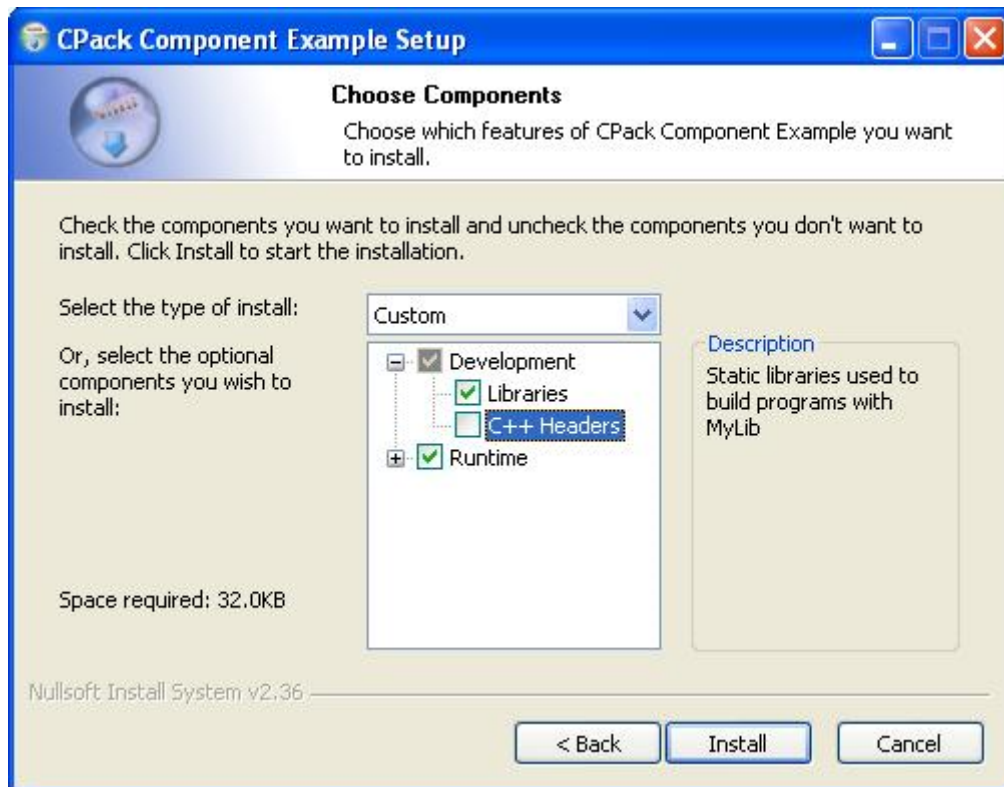 CPack Component Example Setup
Choose Components
Choose which features of CPack Component Example you want
to install.
Check the components you want to install and uncheck the components you don't want to
install. Click Install to start the installation.
Select the type of install:
Custom
Or, select the optional
components you wish to
install:
Development
Libraries
C++ Headers
Runtime
Description
Static libraries used to
build programs with
MyLib
Space required: 32.0KB
Nullsoft Install System v2.36
< Back
Install
Cancel